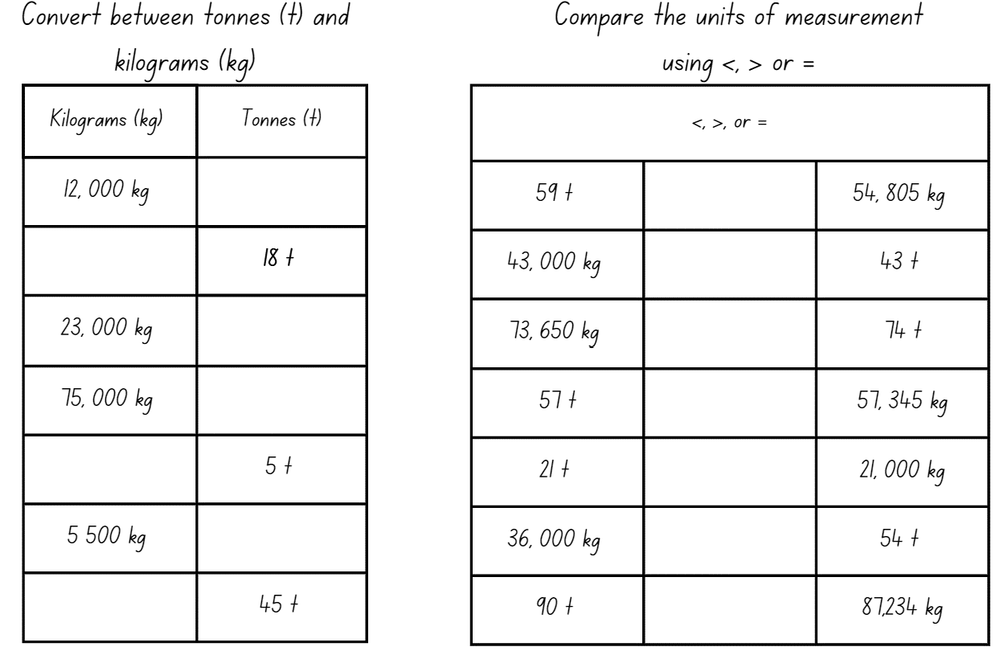 Convert between tonnes (t) and
kilograms (kg)
Kilograms (kg) Tonnes (t)
12, 000 kg
18 t
23, 000 kg
75, 000 kg
5 t
5 500 kg
45 t
Compare the units of measurement
using <, > or =
<, >, or =
59 t 54, 805 kg
43, 000 kg 43 t
73, 650 kg 74 t
57 t 57, 345 kg
21 t 21, 000 kg
36, 000 kg 54 t
90 t 87,234 kg